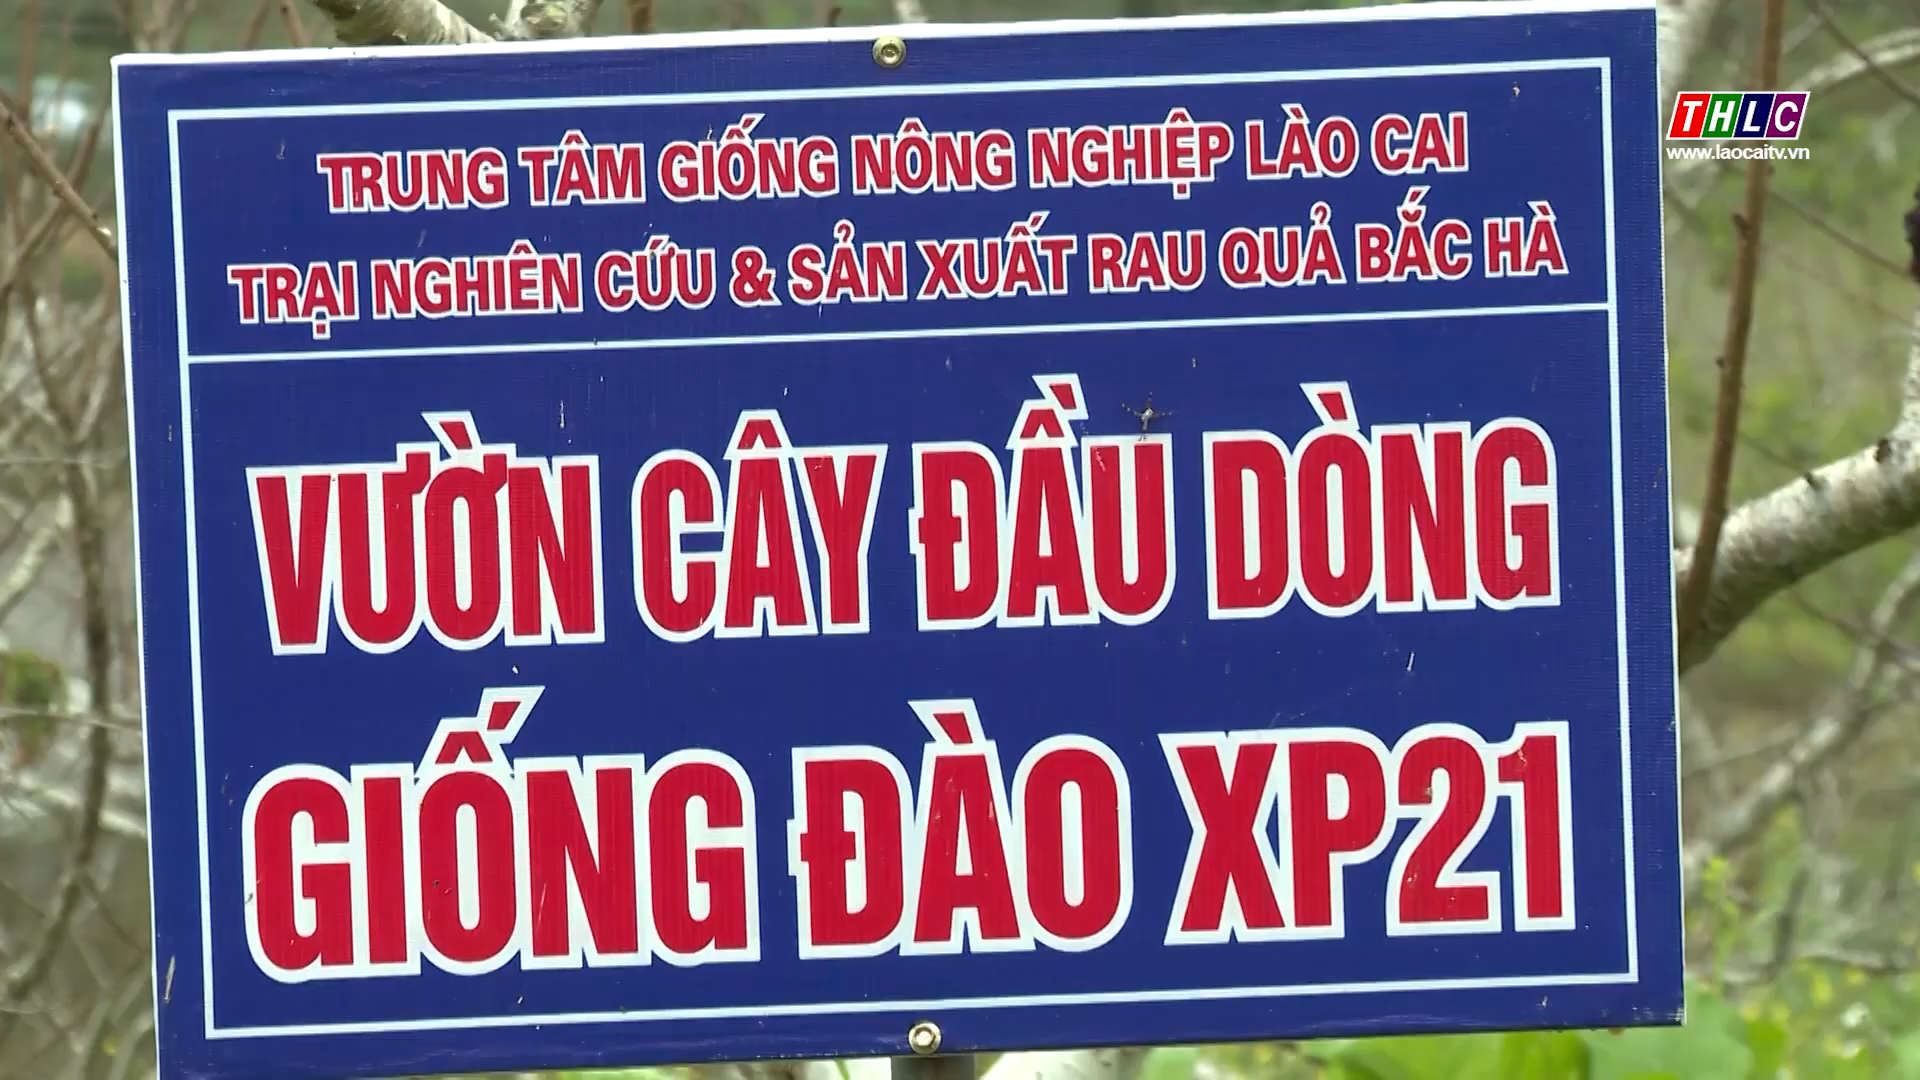 THLC
www.laocaitv.vn
TRUNG TÂM GIỐNG NÔNG NGHIỆP LÀO CAI
TRẠI NGHIÊN CỨU & SẢN XUẤT RAU QUẢ BẮC HÀ
VƯỜN CÂY ĐẦU DÒNG
GIỐNG ĐÀO XP21